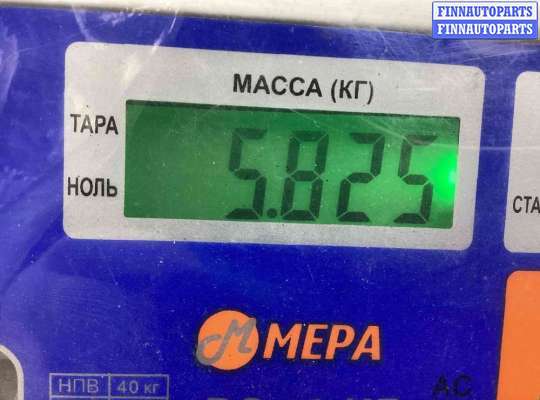 FINNAUTOPARTS
FINNAUTOPARTS
МАССА (КГ)
ТАРА
5.825
НОЛЬ
СТА
М МЕРА
НПВ 40 кг
АС